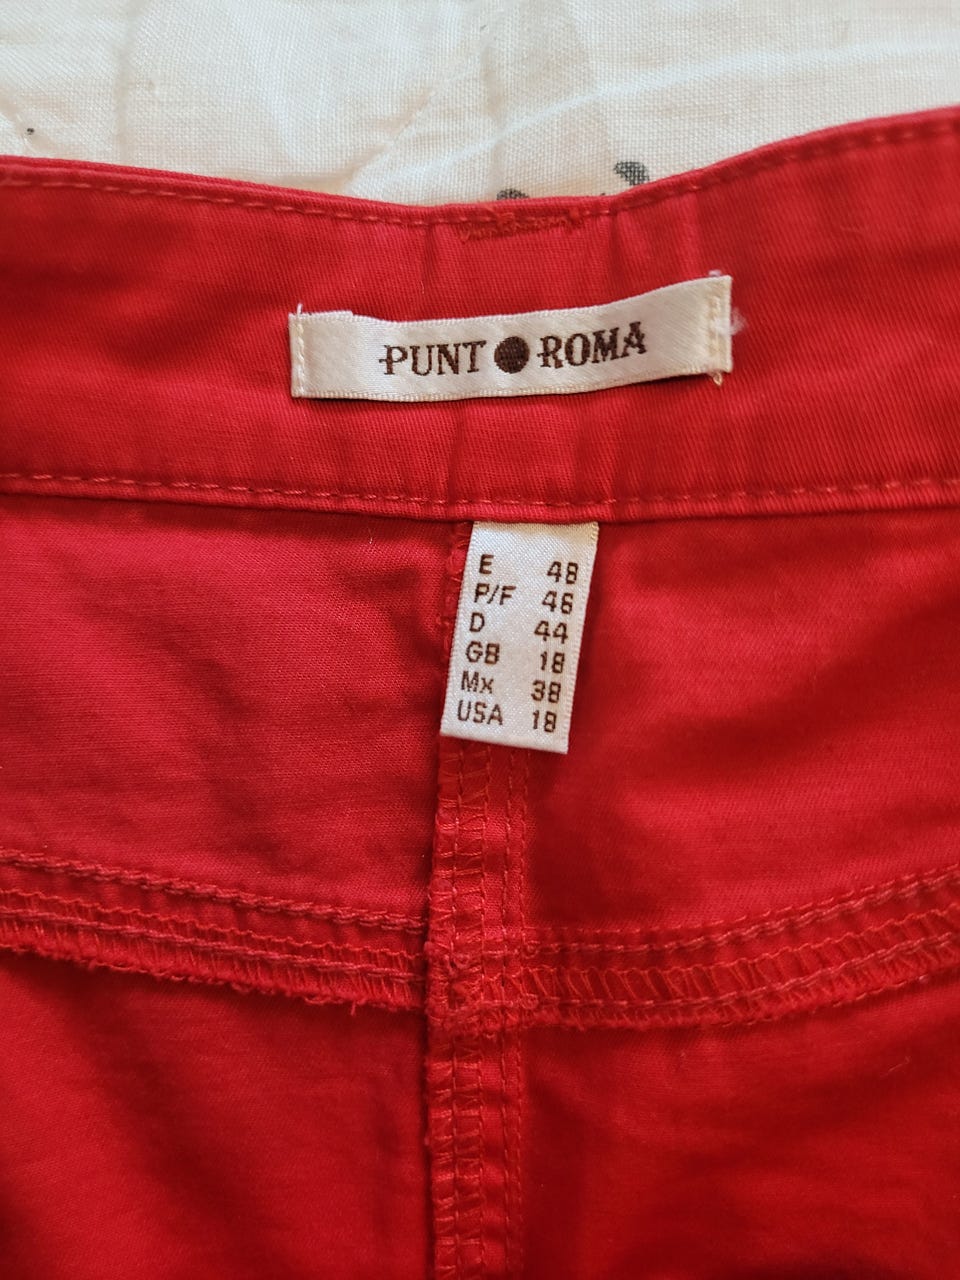 PUNT ROMA
E 48
P/F 46
D 44
GB 18
Mx 38
USA 18